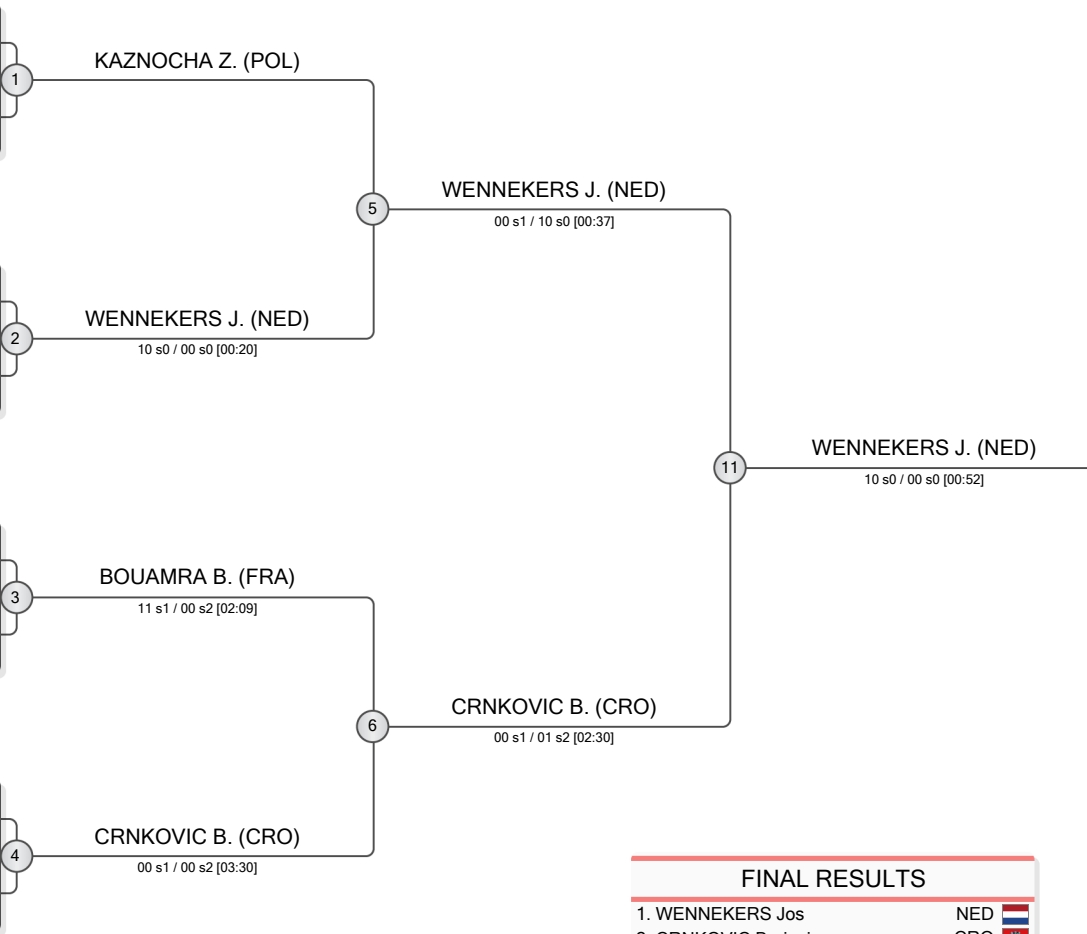 KAZNOCHA Z. (POL)
1
WENNEKERS J. (NED)
5
00 s1 / 10 s0 [00:37]
WENNEKERS J. (NED)
2
10 s0 / 00 s0 [00:20]
WENNEKERS J. (NED)
11
10 s0 / 00 s0 [00:52]
BOUAMRA B. (FRA)
3
11 s1 / 00 s2 [02:09]
CRNKOVIC B. (CRO)
6
00 s1 / 01 s2 [02:30]
CRNKOVIC B. (CRO)
4
00 s1 / 00 s2 [03:30]
FINAL RESULTS
1. WENNEKERS Jos NED
CRNKOVIC CRO